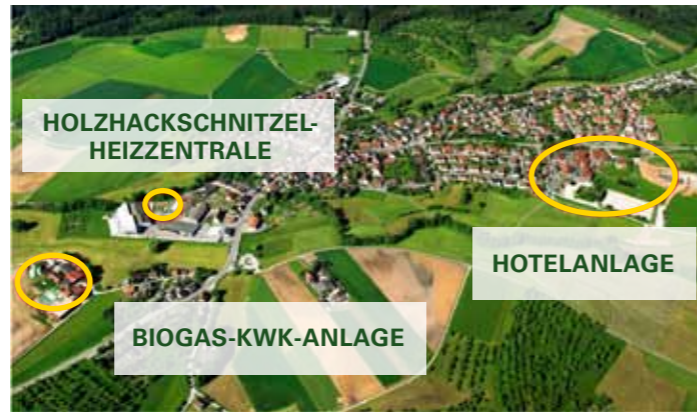 HOLZHACKSCHNITZEL-
HEIZZENTRALE
HOTELANLAGE
BIOGAS-KWK-ANLAGE